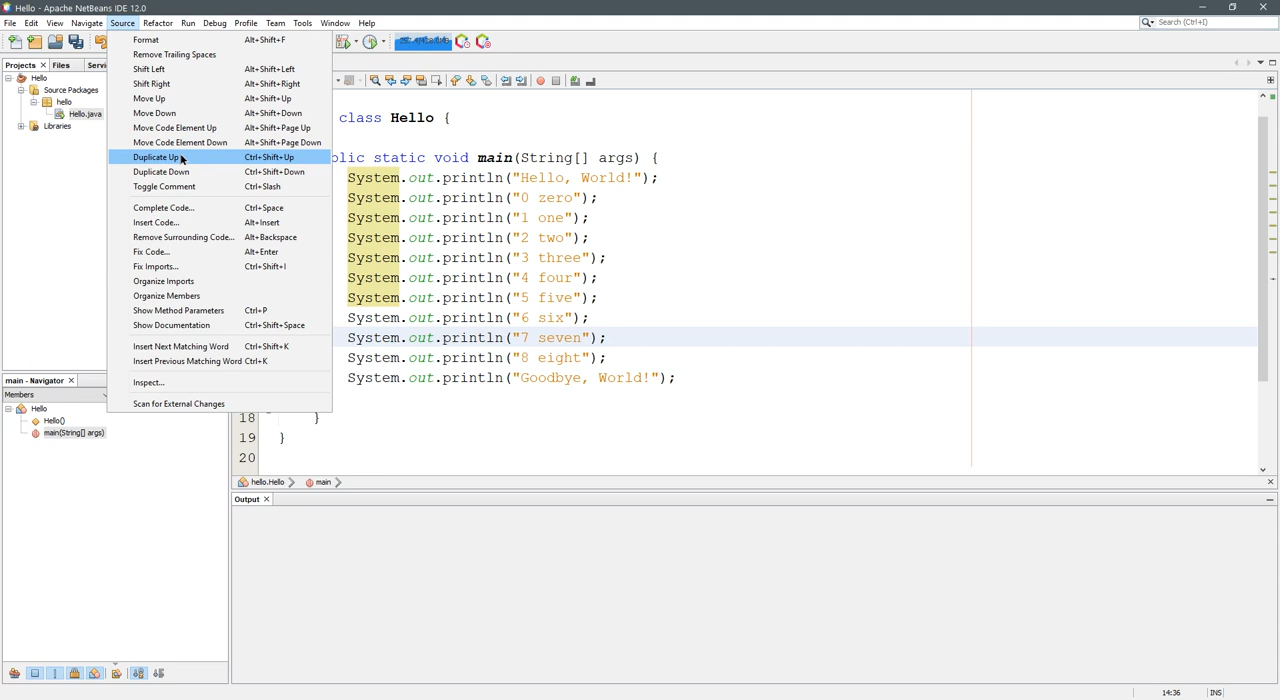 Hello - Apache NetBeans IDE 12.0
File Edit View Navigate Source Refactor Run Debug Profile Team Tools Window Help
Search (Ctrl+I)
Format Alt+Shift+F
Remove Trailing Spaces
Shift Left Alt+Shift+Left
Shift Right Alt+Shift+Right
Move Up Alt+Shift+Up
Move Down Alt+Shift+Down
Move Code Element Up Alt+Shift+Page Up
Move Code Element Down Alt+Shift+Page Down
Duplicate Up Ctrl+Shift+Up
Duplicate Down Ctrl+Shift+Down
Toggle Comment Ctrl+Slash
Complete Code... Ctrl+Space
Insert Code... Alt+Insert
Remove Surrounding Code... Alt+Backspace
Fix Code... Alt+Enter
Fix Imports... Ctrl+Shift+I
Organize Imports
Organize Members
Show Method Parameters Ctrl+P
Show Documentation Ctrl+Shift+Space
Insert Next Matching Word Ctrl+Shift+K
Insert Previous Matching Word Ctrl+K
Inspect...
Scan for External Changes
Projects Files Servi
Hello
Source Packages
hello
Hello.java
Libraries
class Hello {
blic static void main(String[] args) {
System.out.println("Hello, World!");
System.out.println("0 zero");
System.out.println("1 one");
System.out.println("2 two");
System.out.println("3 three");
System.out.println("4 four");
System.out.println("5 five");
System.out.println("6 six");
System.out.println("7 seven");
System.out.println("8 eight");
System.out.println("Goodbye, World!");
18 }
19 }
20
main - Navigator
Members
Hello
Hello()
main(String[] args)
hello.Hello main
Output
14:36 INS